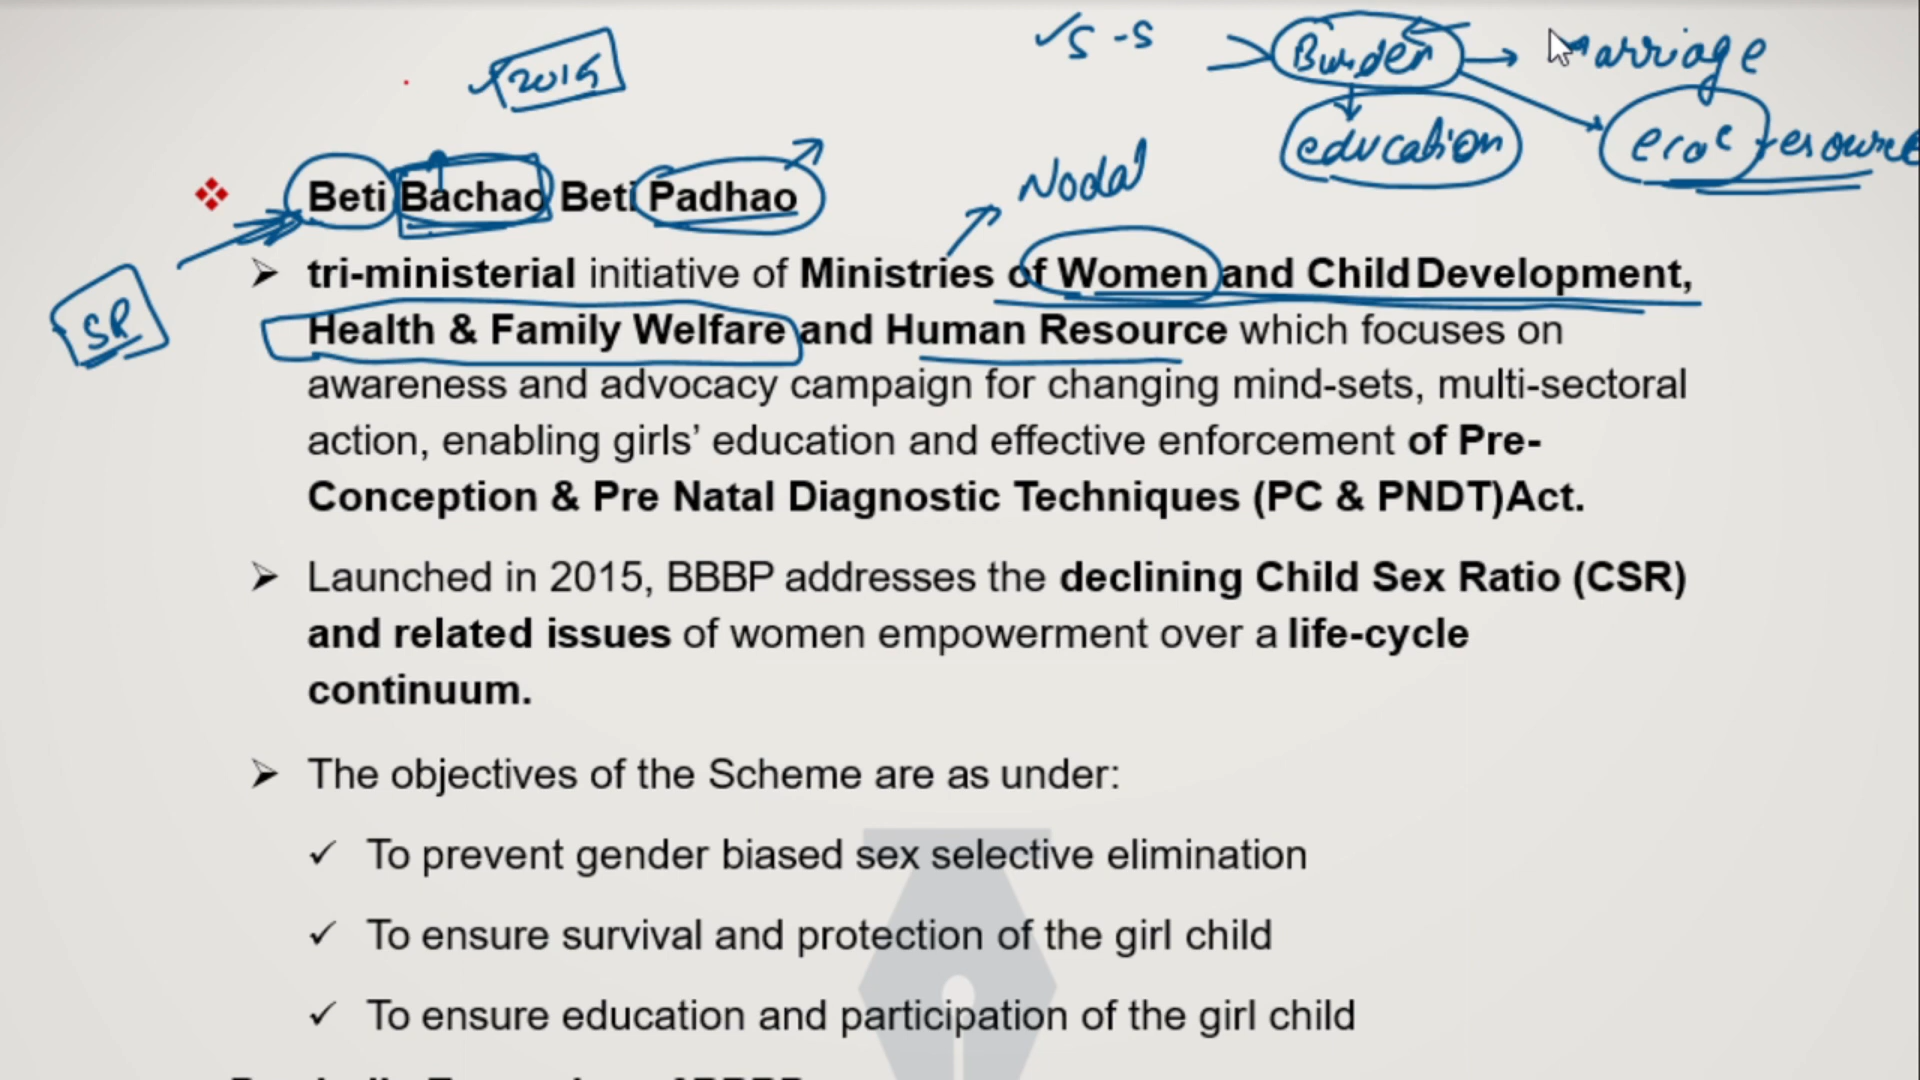 ✓S-S
Burden
Marriage
2015
education
resource
Nodal
Beti Bachao Beti Padhao
tri-ministerial initiative of Ministries of Women and Child Development,
SR
Health & Family Welfare and Human Resource which focuses on
awareness and advocacy campaign for changing mind-sets, multi-sectoral
action, enabling girls’ education and effective enforcement of Pre-
Conception & Pre Natal Diagnostic Techniques (PC & PNDT)Act.
Launched in 2015, BBBP addresses the declining Child Sex Ratio (CSR)
and related issues of women empowerment over a life-cycle
continuum.
The objectives of the Scheme are as under:
✓ To prevent gender biased sex selective elimination
✓ To ensure survival and protection of the girl child
✓ To ensure education and participation of the girl child